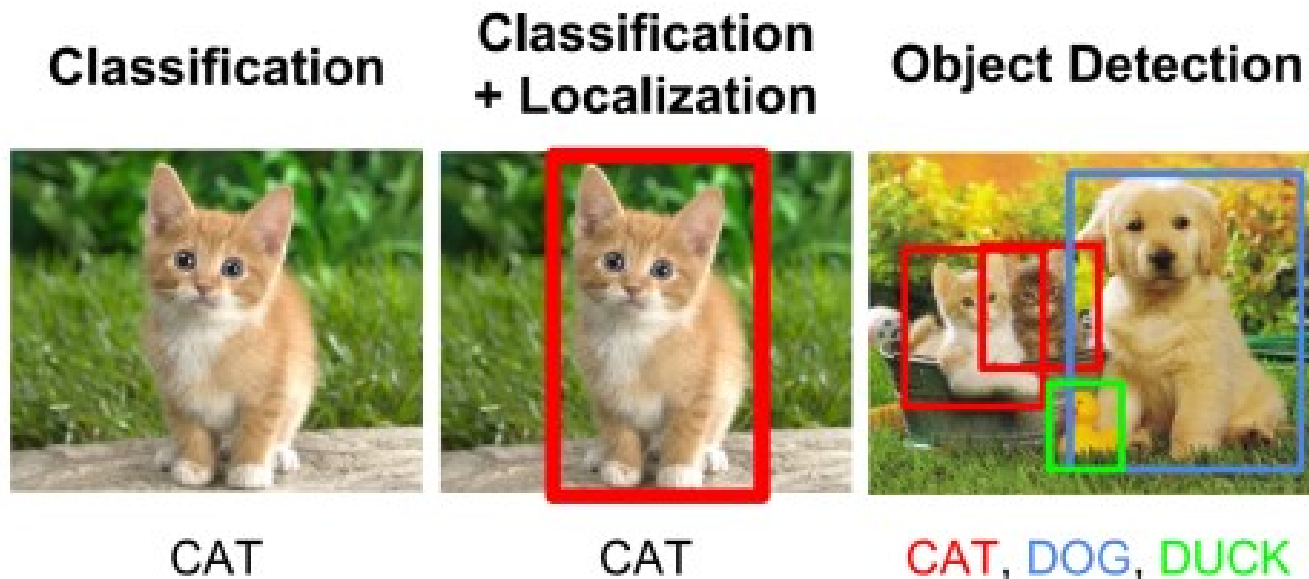 Classification
Classification
+ Localization
Object Detection
CAT
CAT
CAT, DOG, DUCK